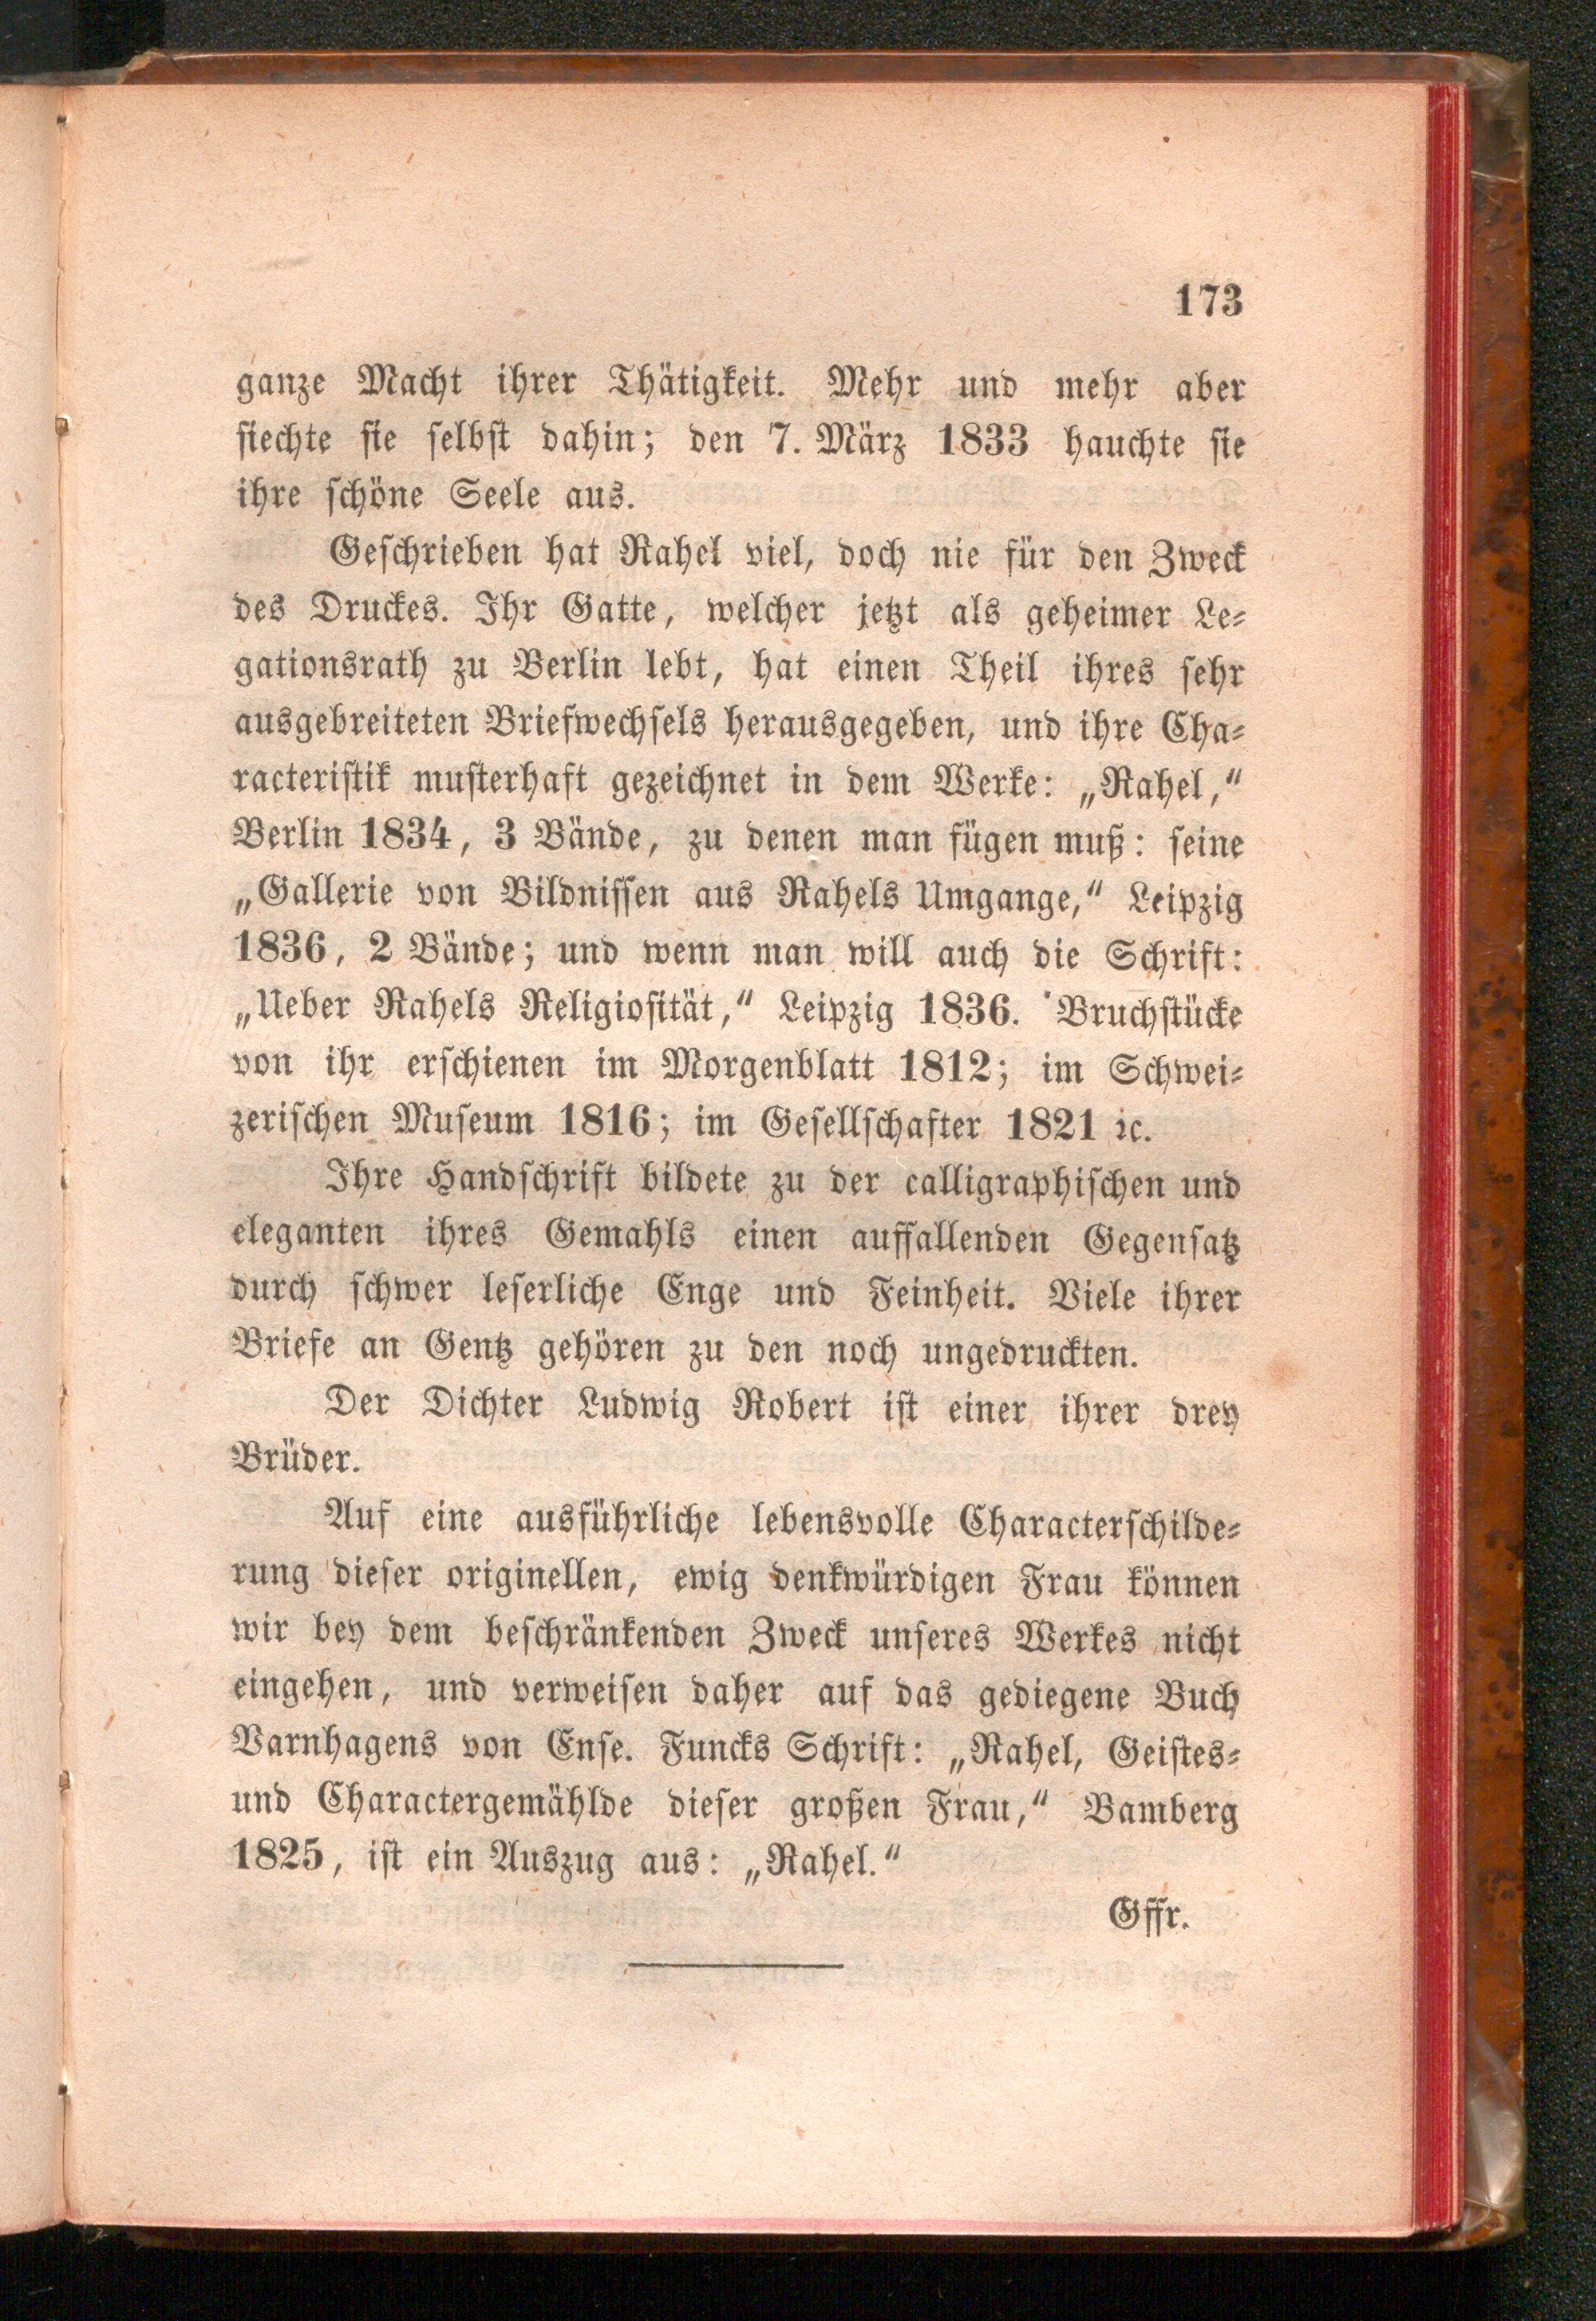 173
ganze Macht ihrer Thätigkeit. Mehr und mehr aber
siechte sie selbst dahin; den 7. März 1833 hauchte sie
ihre schöne Seele aus.
Geschrieben hat Rahel viel, doch nie für den Zweck
des Druckes. Ihr Gatte, welcher jetzt als geheimer Le-
gationsrath zu Berlin lebt, hat einen Theil ihres sehr
ausgebreiteten Briefwechsels herausgegeben, und ihre Cha-
racteristik musterhaft gezeichnet in dem Werke: „Rahel,“
Berlin 1834, 3 Bände, zu denen man fügen muß: seine
„Gallerie von Bildnissen aus Rahels Umgange,“ Leipzig
1836, 2 Bände; und wenn man will auch die Schrift:
„Ueber Rahels Religiosität,“ Leipzig 1836. Bruchstücke
von ihr erschienen im Morgenblatt 1812; im Schwei-
zerischen Museum 1816; im Gesellschafter 1821 ꝛc.
Ihre Handschrift bildete zu der calligraphischen und
eleganten ihres Gemahls einen auffallenden Gegensatz
durch schwer leserliche Enge und Feinheit. Viele ihrer
Briefe an Gentz gehören zu den noch ungedruckten.
Der Dichter Ludwig Robert ist einer ihrer drey
Brüder.
Auf eine ausführliche lebensvolle Characterschilde-
rung dieser originellen, ewig denkwürdigen Frau können
wir bey dem beschränkenden Zweck unseres Werkes nicht
eingehen, und verweisen daher auf das gediegene Buch
Varnhagens von Ense. Funcks Schrift: „Rahel, Geistes-
und Charactergemählde dieser großen Frau,“ Bamberg
1825, ist ein Auszug aus: „Rahel.“
Gffr.